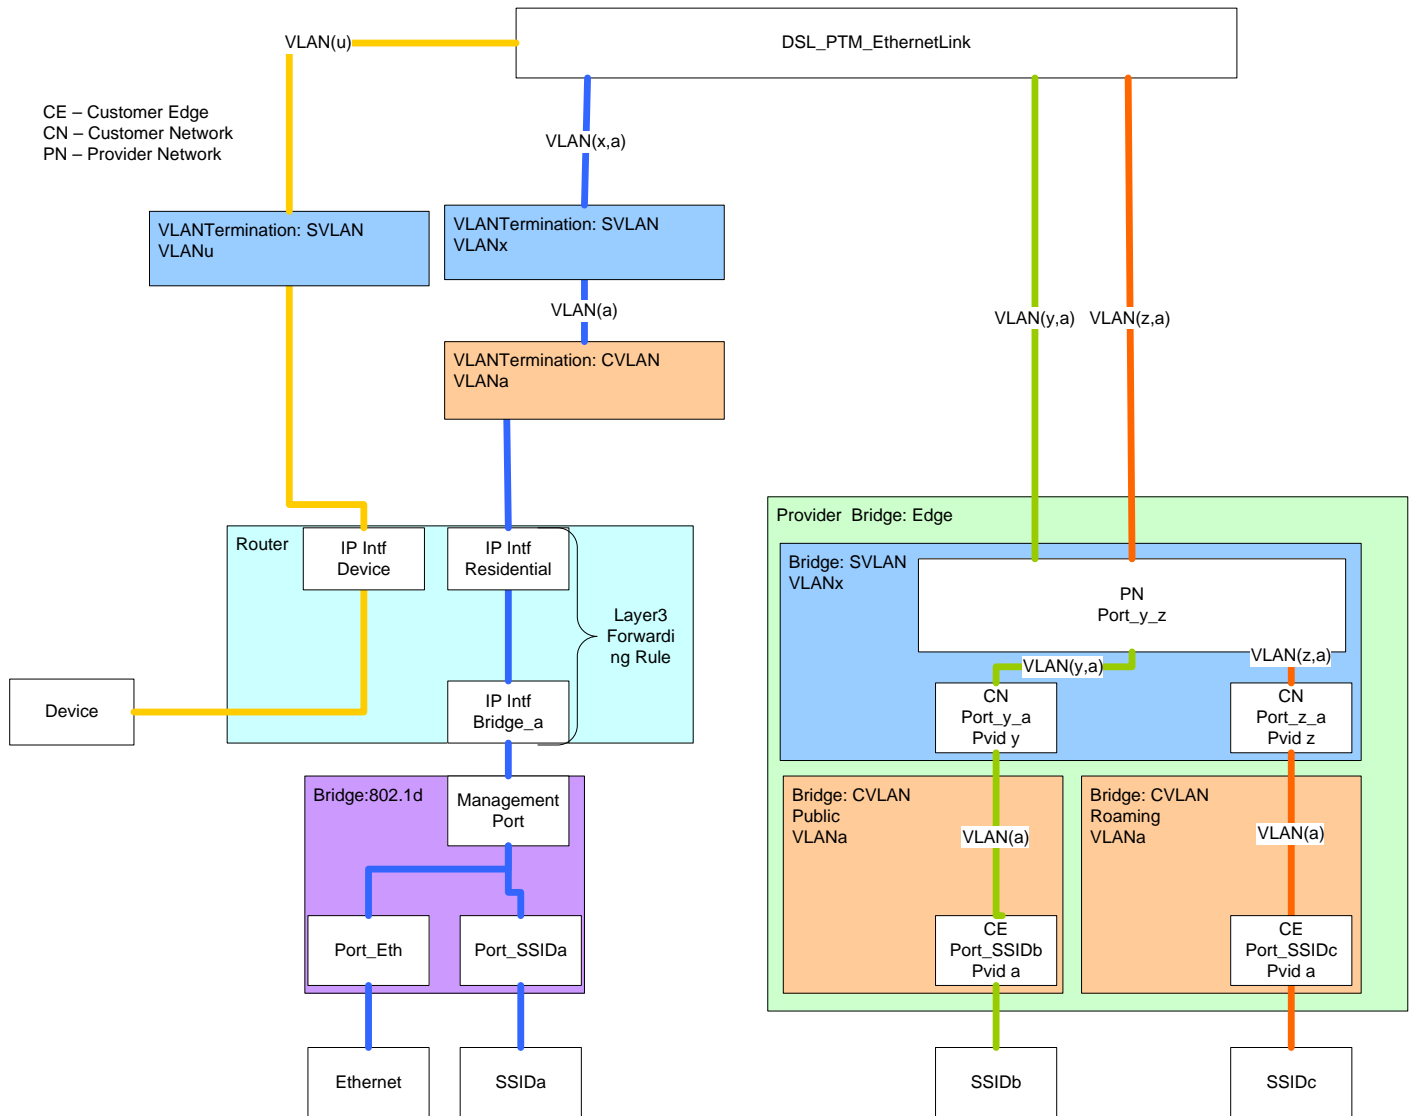 DSL_PTM_EthernetLink
VLAN(u)
CE – Customer Edge
CN – Customer Network
PN – Provider Network
VLAN(x,a)
VLANTermination: SVLAN
VLANu
VLANTermination: SVLAN
VLANx
VLAN(a)
VLAN(y,a)
VLAN(z,a)
VLANTermination: CVLAN
VLANa
Router
IP Intf
Device
IP Intf
Residential
Layer3
Forwardi
ng Rule
IP Intf
Bridge_a
Device
Provider Bridge: Edge
Bridge: SVLAN
VLANx
PN
Port_y_z
VLAN(y,a)
VLAN(z,a)
CN
Port_y_a
Pvid y
CN
Port_z_a
Pvid z
Bridge:802.1d
Management
Port
Port_Eth
Port_SSIDa
Bridge: CVLAN
Public
VLANa
VLAN(a)
CE
Port_SSIDb
Pvid a
Bridge: CVLAN
Roaming
VLANa
VLAN(a)
CE
Port_SSIDc
Pvid a
Ethernet
SSIDa
SSIDb
SSIDc